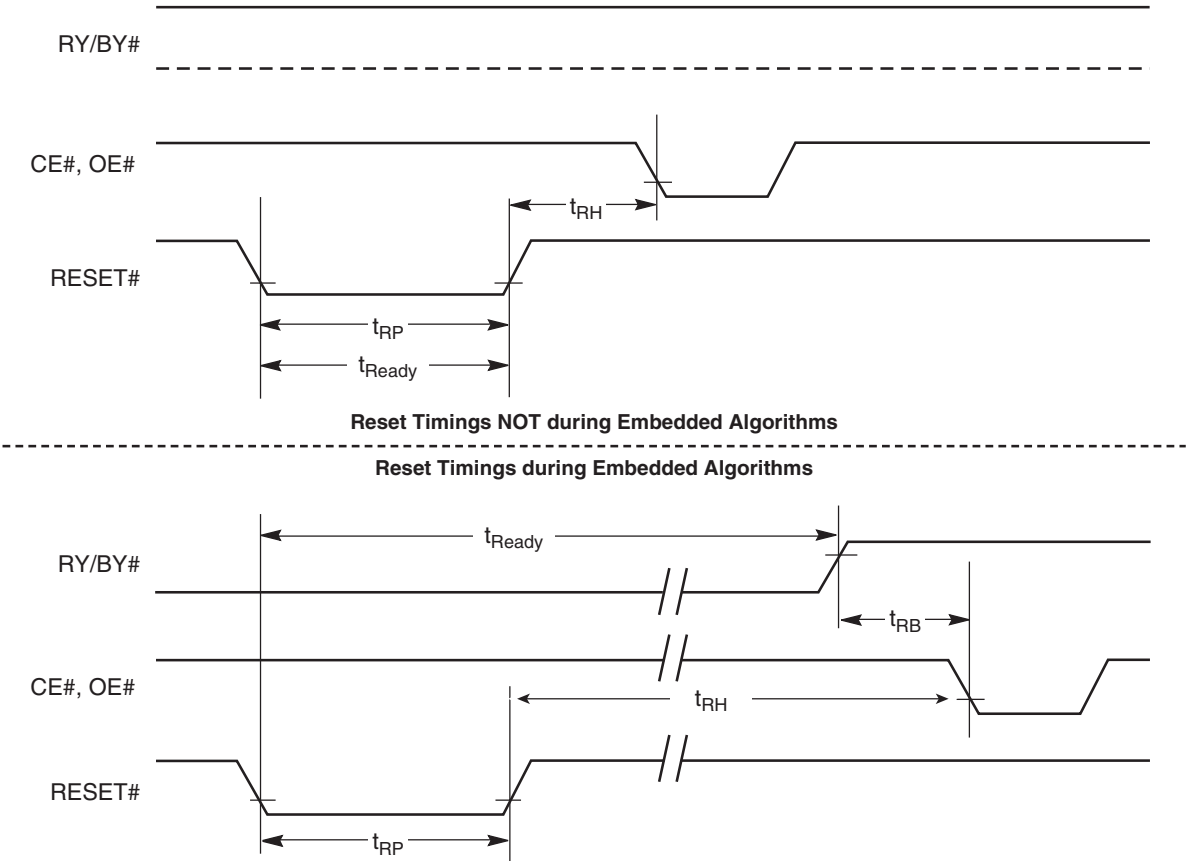 RY/BY#
CE#, OE#
tRH
RESET#
tRP
tReady
Reset Timings NOT during Embedded Algorithms
Reset Timings during Embedded Algorithms
tReady
RY/BY#
tRB
CE#, OE#
tRH
RESET#
tRP